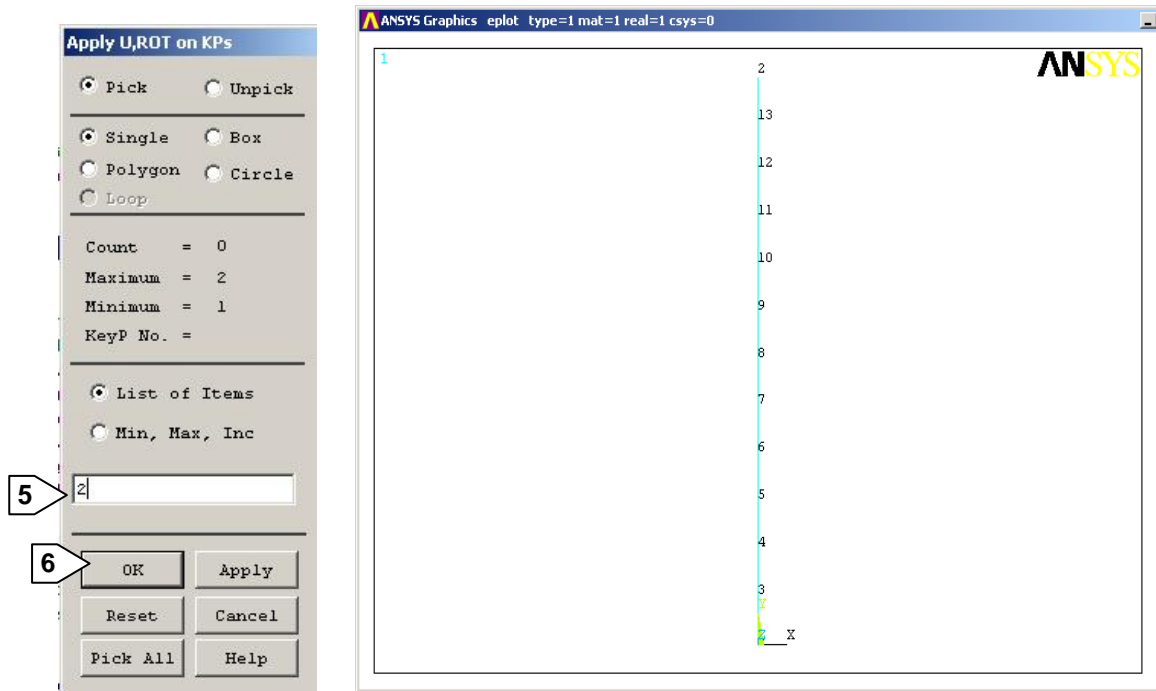 Apply U,ROT on KPs
Pick Unpick
Single Box
Polygon Circle
Loop
Count = 0
Maximum = 2
Minimum = 1
KeyP No. =
List of Items
Min, Max, Inc
5
2
6
OK Apply
Reset Cancel
Pick All Help
ANSYS Graphics eplot type=1 mat=1 real=1 csys=0
1
ANSYS
2
13
12
11
10
9
8
7
6
5
4
3
Y
Z X